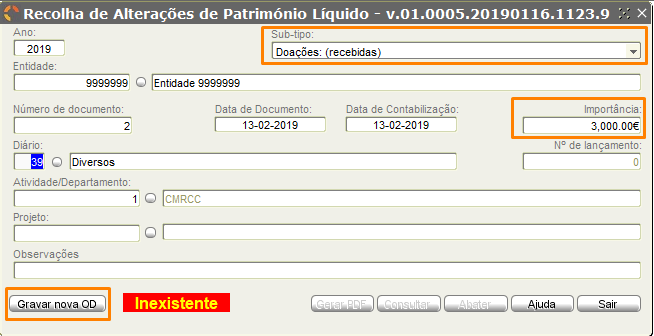 Recolha de Alterações de Património Líquido - v.01.0005.20190116.1123.9
Ano: Sub-tipo:
2019 Doações: (recebidas)
Entidade:
9999999 Entidade 9999999
Número de documento: Data de Documento: Data de Contabilização: Importância:
2 13-02-2019 13-02-2019 3,000.00€
Diário: Nº de lançamento:
39 Diversos 0
Atividade/Departamento:
1 CMRCC
Projeto:
Observações
Gravar nova OD Inexistente Gerar PDF Consultar Abater Ajuda Sair